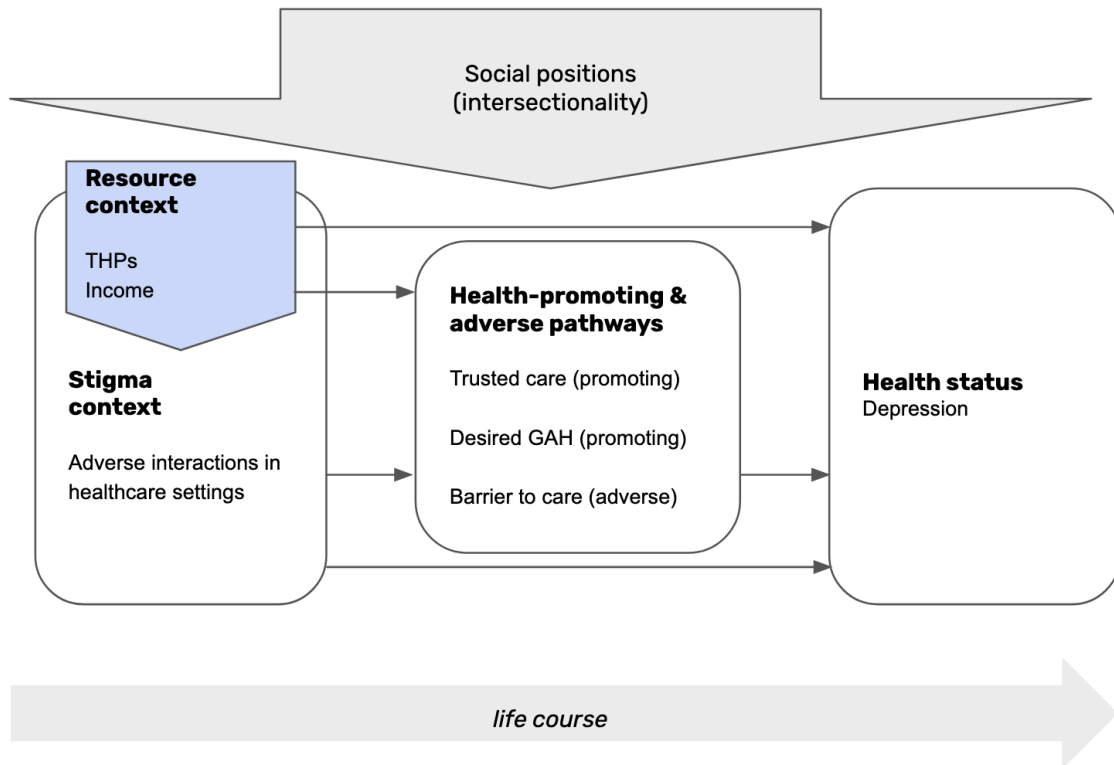 Social positions
(intersectionality)
Resource
context
THPs
Income
Stigma
context
Adverse interactions in
healthcare settings
Health-promoting &
adverse pathways
Trusted care (promoting)
Desired GAH (promoting)
Barrier to care (adverse)
Health status
Depression
life course